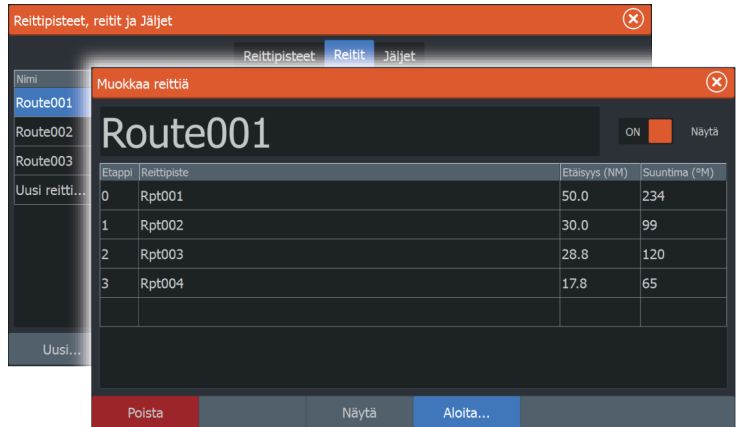 Reittipisteet, reitit ja Jäljet
Reittipisteet Reitit Jäljet
Nimi
Route001
Route002
Route003
Uusi reitti...
Uusi...
Muokkaa reittiä
Route001 ON Näytä
Etappi Reittipiste Etäisyys (NM) Suuntima (°M)
0 Rpt001 50.0 234
1 Rpt002 30.0 99
2 Rpt003 28.8 120
3 Rpt004 17.8 65
Poista Näytä Aloita...